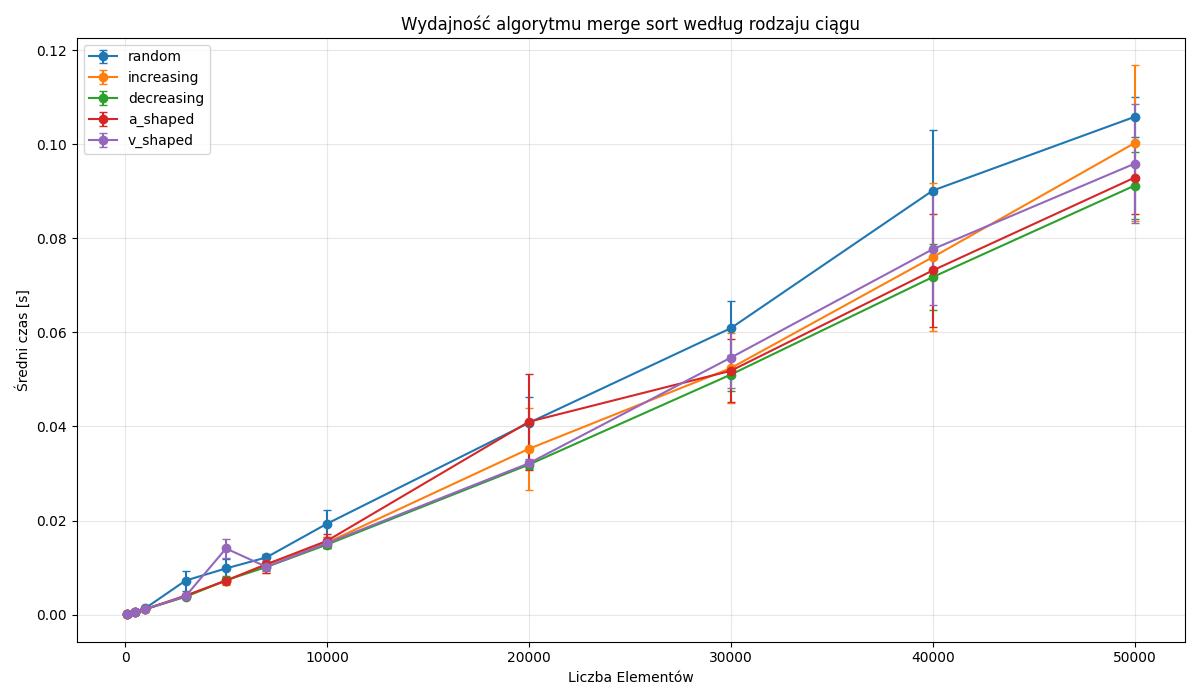 Wydajność algorytmu merge sort według rodzaju ciągu
random
increasing
decreasing
a_shaped
v_shaped
0.12
0.10
0.08
0.06
0.04
0.02
0.00
Średni czas [s]
0 10000 20000 30000 40000 50000
Liczba Elementów